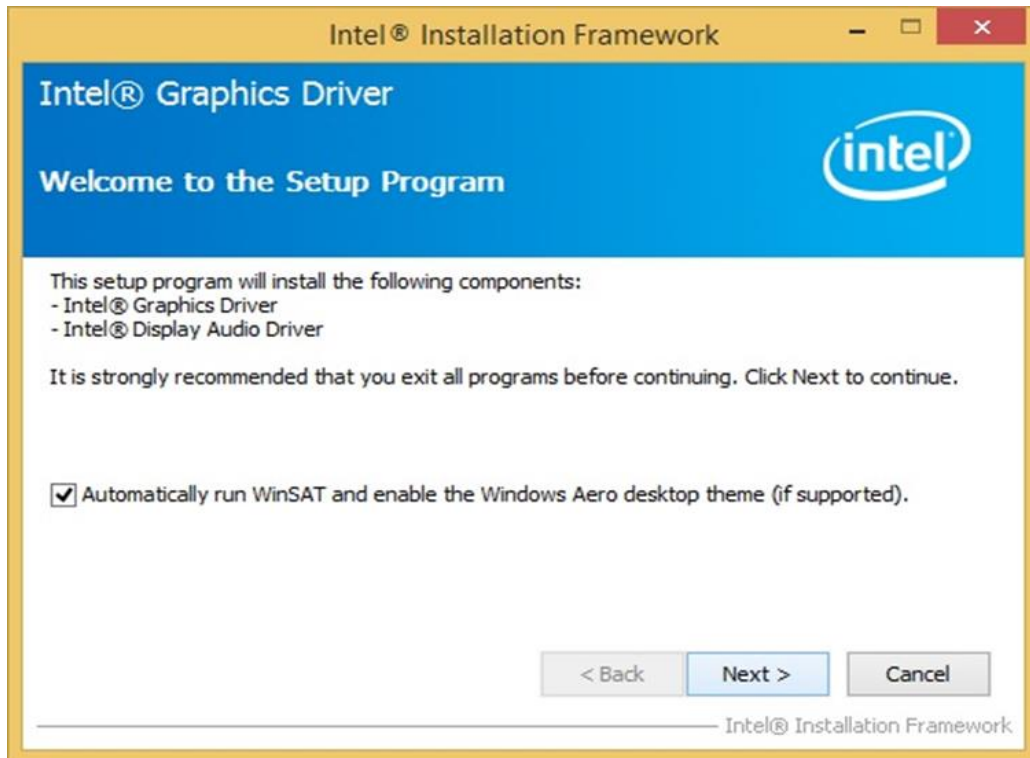 Intel® Installation Framework
Intel® Graphics Driver
Welcome to the Setup Program
intel
This setup program will install the following components:
- Intel® Graphics Driver
- Intel® Display Audio Driver
It is strongly recommended that you exit all programs before continuing. Click Next to continue.
Automatically run WinSAT and enable the Windows Aero desktop theme (if supported).
< Back Next > Cancel
Intel® Installation Framework